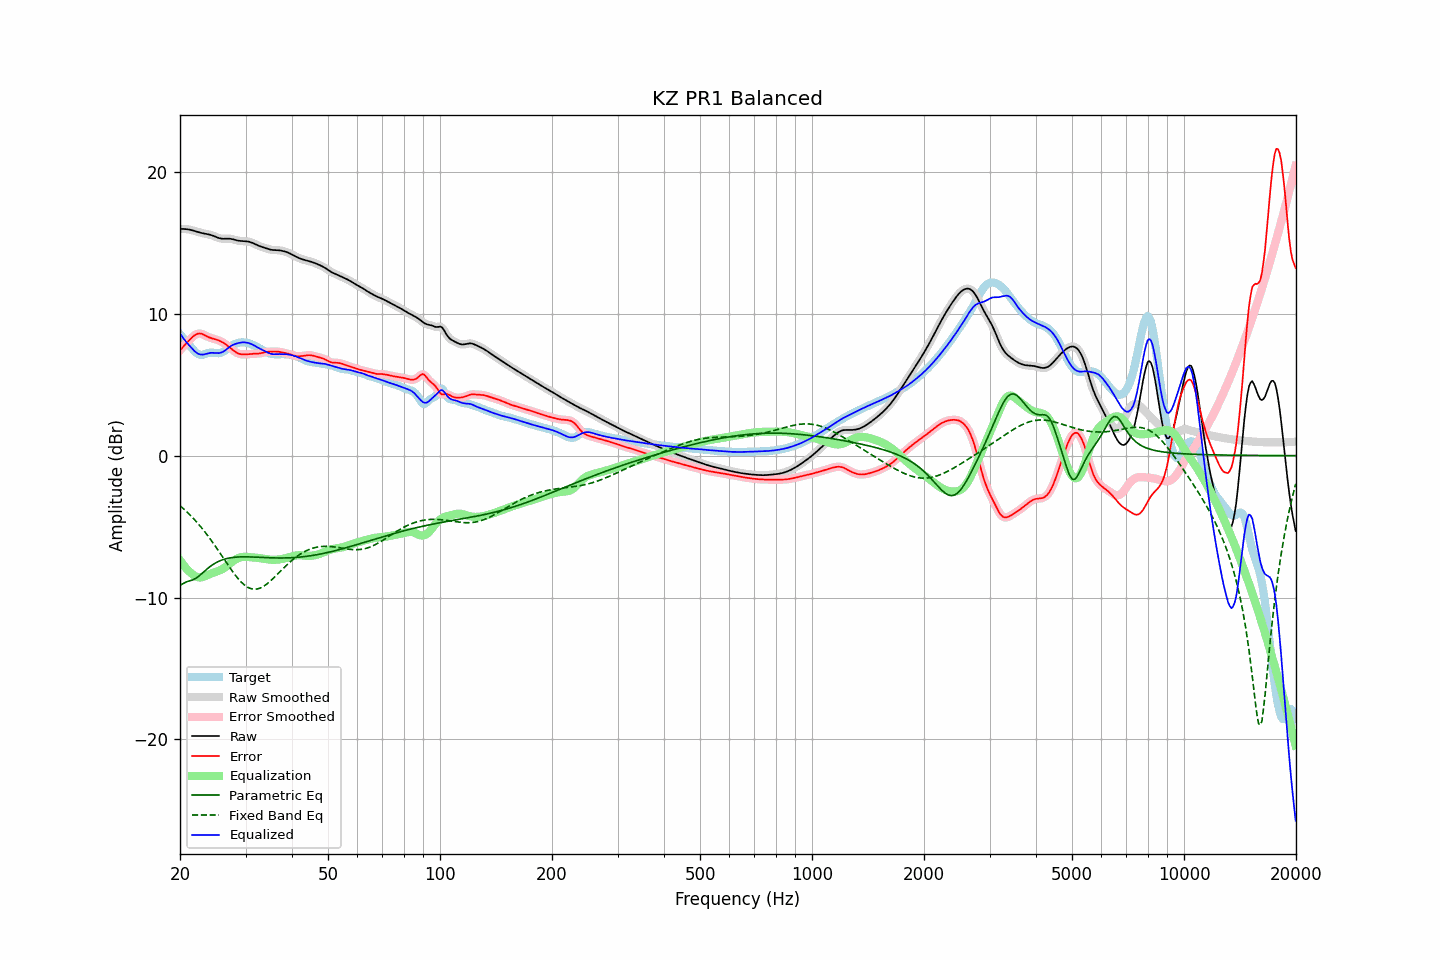 KZ PR1 Balanced
Amplitude (dBr)
20
10
0
−10
−20
Target
Raw Smoothed
Error Smoothed
Raw
Error
Equalization
Parametric Eq
Fixed Band Eq
Equalized
20 50 100 200 500 1000 2000 5000 10000 20000
Frequency (Hz)